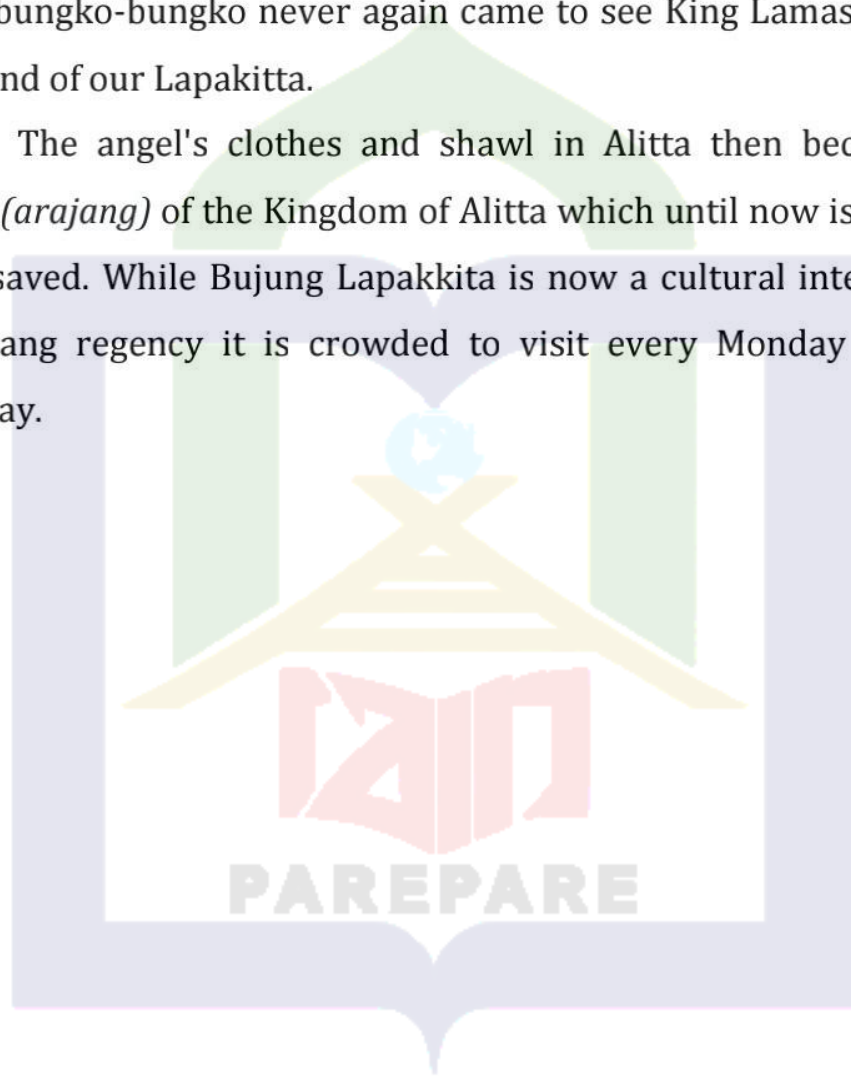 bungko-bungko never again came to see King Lamas
nd of our Lapakitta.
The angel's clothes and shawl in Alitta then bec
(arajang) of the Kingdom of Alitta which until now is
saved. While Bujung Lapakkita is now a cultural inte
ang regency it is crowded to visit every Monday
ay.
iain
PAREPARE